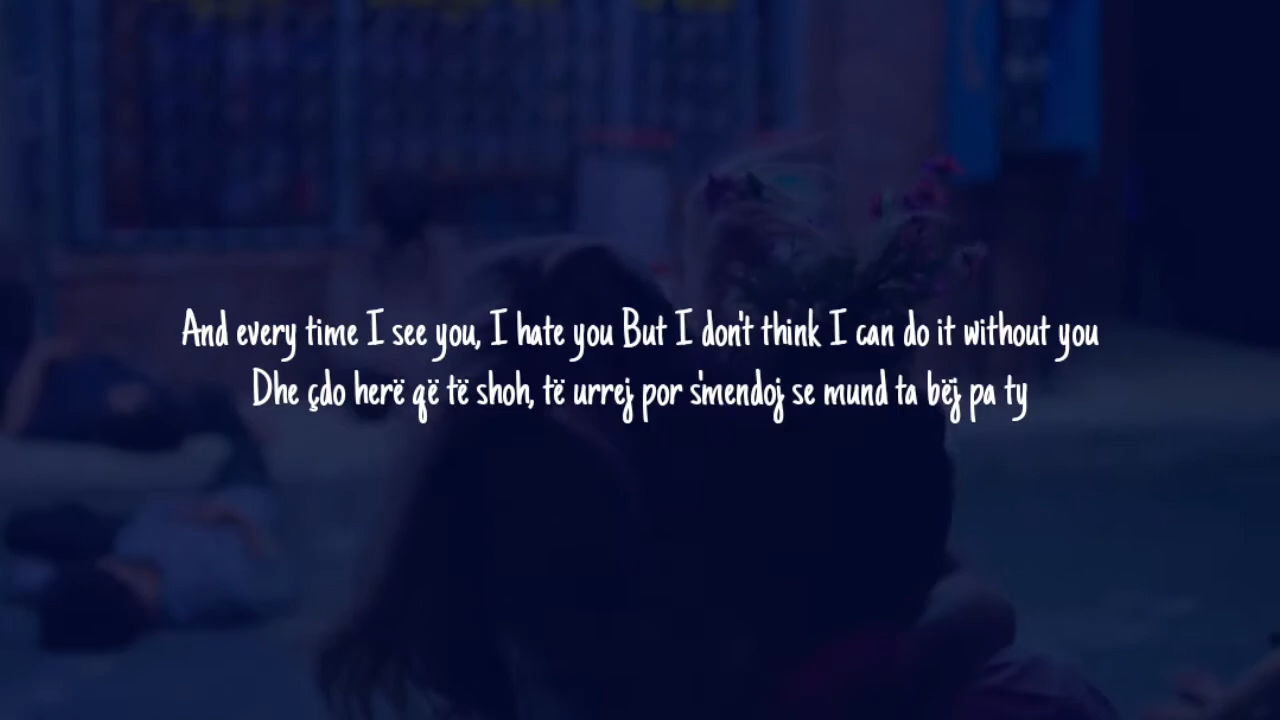 And every time I see you, I hate you But I don't think I can do it without you
Dhe çdo herë që të shoh, të urrej por s'mendoj se mund ta bëj pa ty